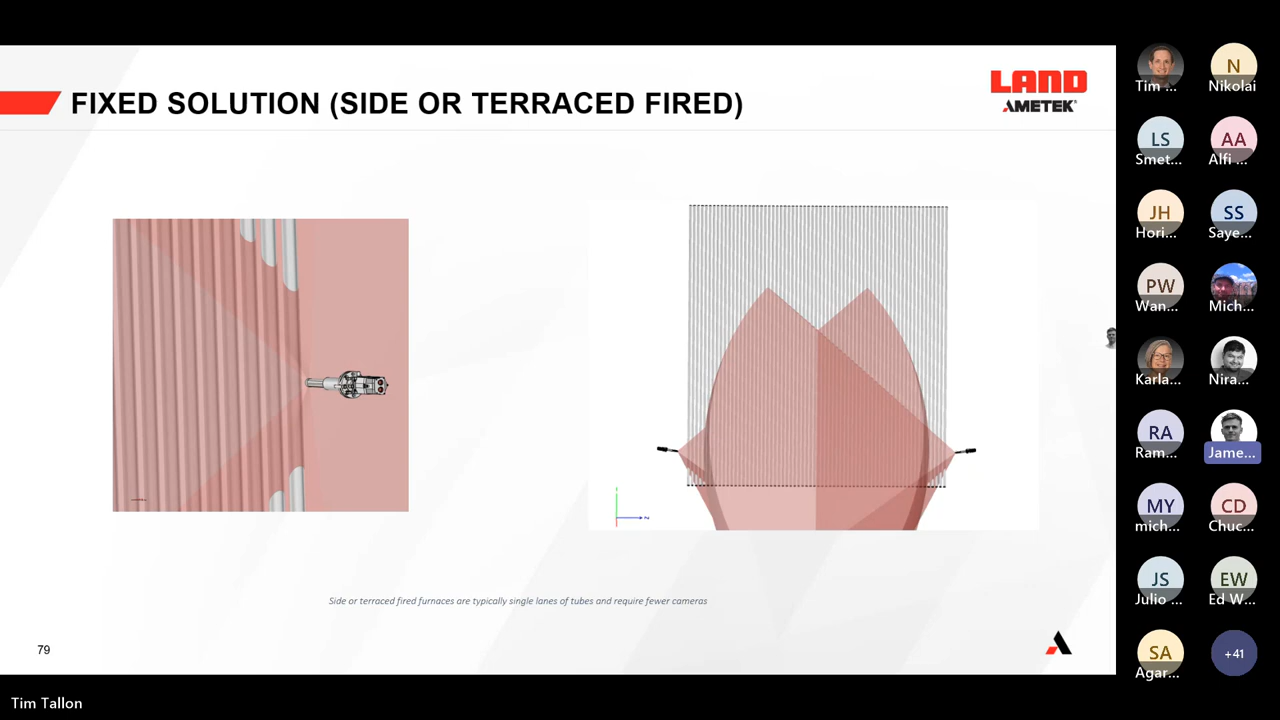 FIXED SOLUTION (SIDE OR TERRACED FIRED)
LAND
AMETEK®
Side or terraced fired furnaces are typically single lanes of tubes and require fewer cameras
79
Tim Tallon
Tim ...
N
Nikolai
LS
Smet...
AA
Alfi ...
JH
Hori...
SS
Saye...
PW
Wan...
Mich...
Karla...
Nira...
RA
Ram...
Jame...
MY
mich...
CD
Chuc...
JS
Julio ...
EW
Ed W...
SA
Agar...
+41